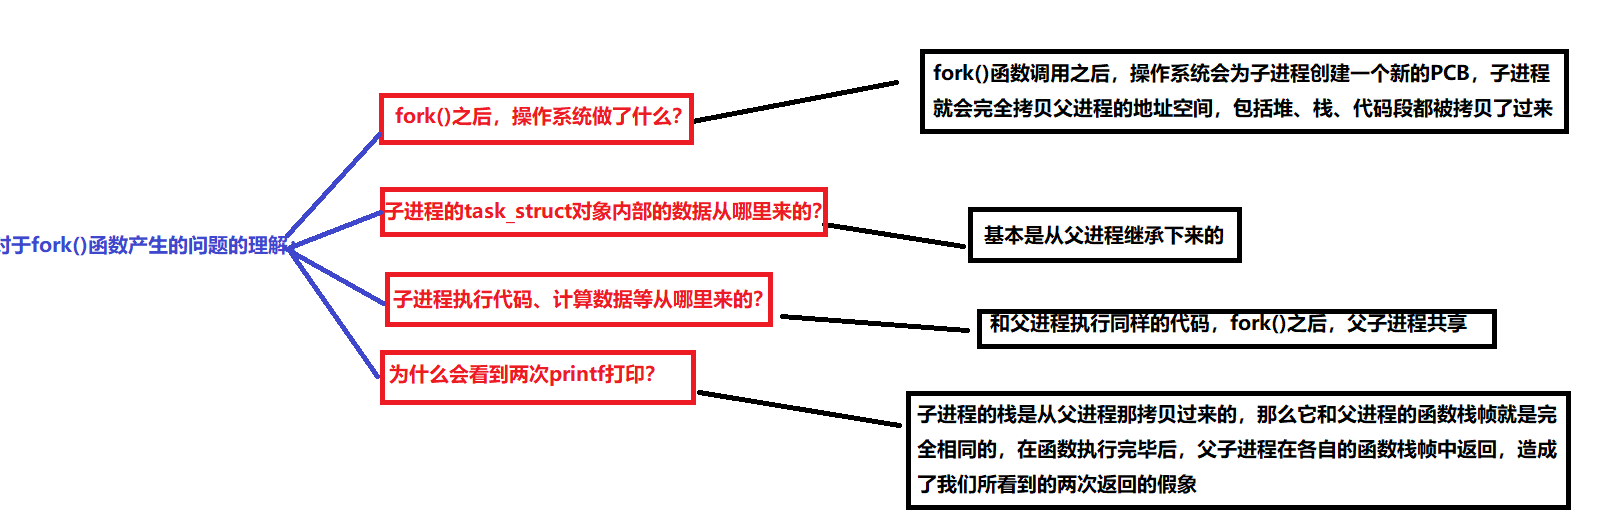 fork()函数调用之后，操作系统会为子进程创建一个新的PCB，子进程
就会完全拷贝父进程的地址空间，包括堆、栈、代码段都被拷贝了过来
fork()之后，操作系统做了什么？
子进程的task_struct对象内部的数据从哪里来的？
基本是从父进程继承下来的
对于fork()函数产生的问题的理解
子进程执行代码、计算数据等从哪里来的？
和父进程执行同样的代码，fork()之后，父子进程共享
为什么会看到两次printf打印？
子进程的栈是从父进程那拷贝过来的，那么它和父进程的函数栈帧就是完
全相同的，在函数执行完毕后，父子进程在各自的函数栈帧中返回，造成
了我们所看到的两次返回的假象